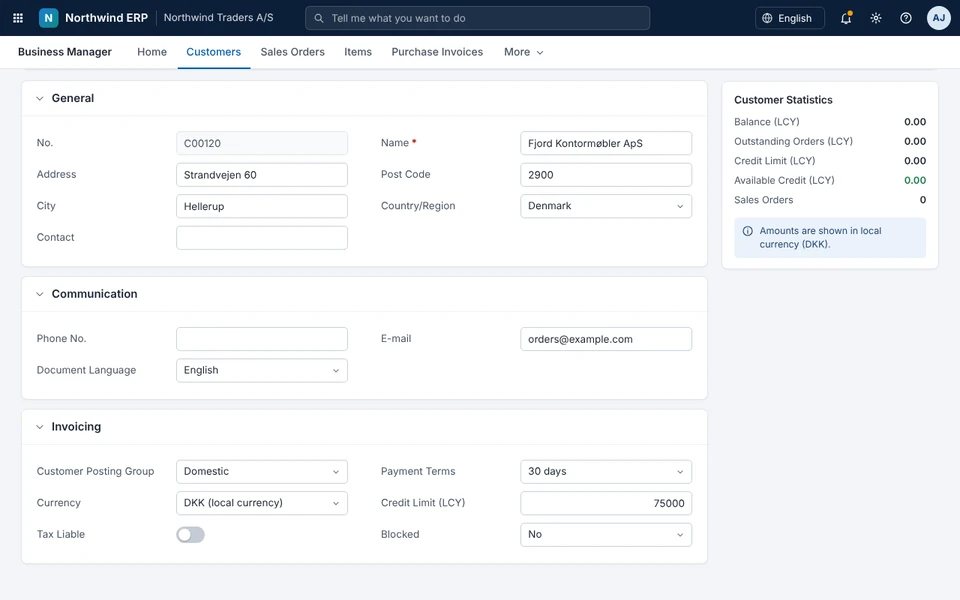 N Northwind ERP Northwind Traders A/S Tell me what you want to do English AJ
Business Manager Home Customers Sales Orders Items Purchase Invoices More
General
No. C00120 Name * Fjord Kontormøbler ApS
Address Strandvejen 60 Post Code 2900
City Hellerup Country/Region Denmark
Contact
Communication
Phone No. E-mail orders@example.com
Document Language English
Invoicing
Customer Posting Group Domestic Payment Terms 30 days
Currency DKK (local currency) Credit Limit (LCY) 75000
Tax Liable Blocked No
Customer Statistics
Balance (LCY) 0.00
Outstanding Orders (LCY) 0.00
Credit Limit (LCY) 0.00
Available Credit (LCY) 0.00
Sales Orders 0
Amounts are shown in local
currency (DKK).